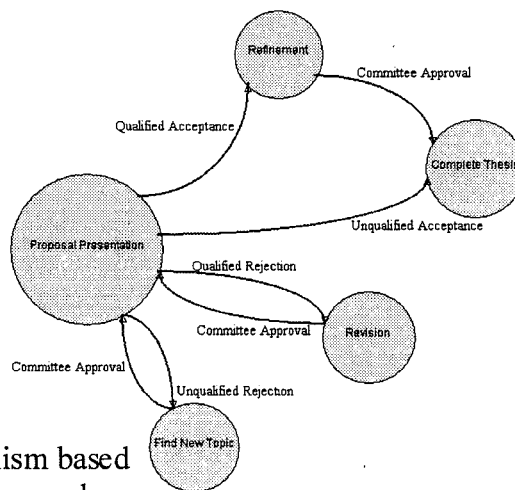 Refinement
Committee Approval
Qualified Acceptance
Complete Thesis
Unqualified Acceptance
Proposal Presentation
Qualified Rejection
Committee Approval
Revision
Committee Approval
Unqualified Rejection
Find New Topic
ism based